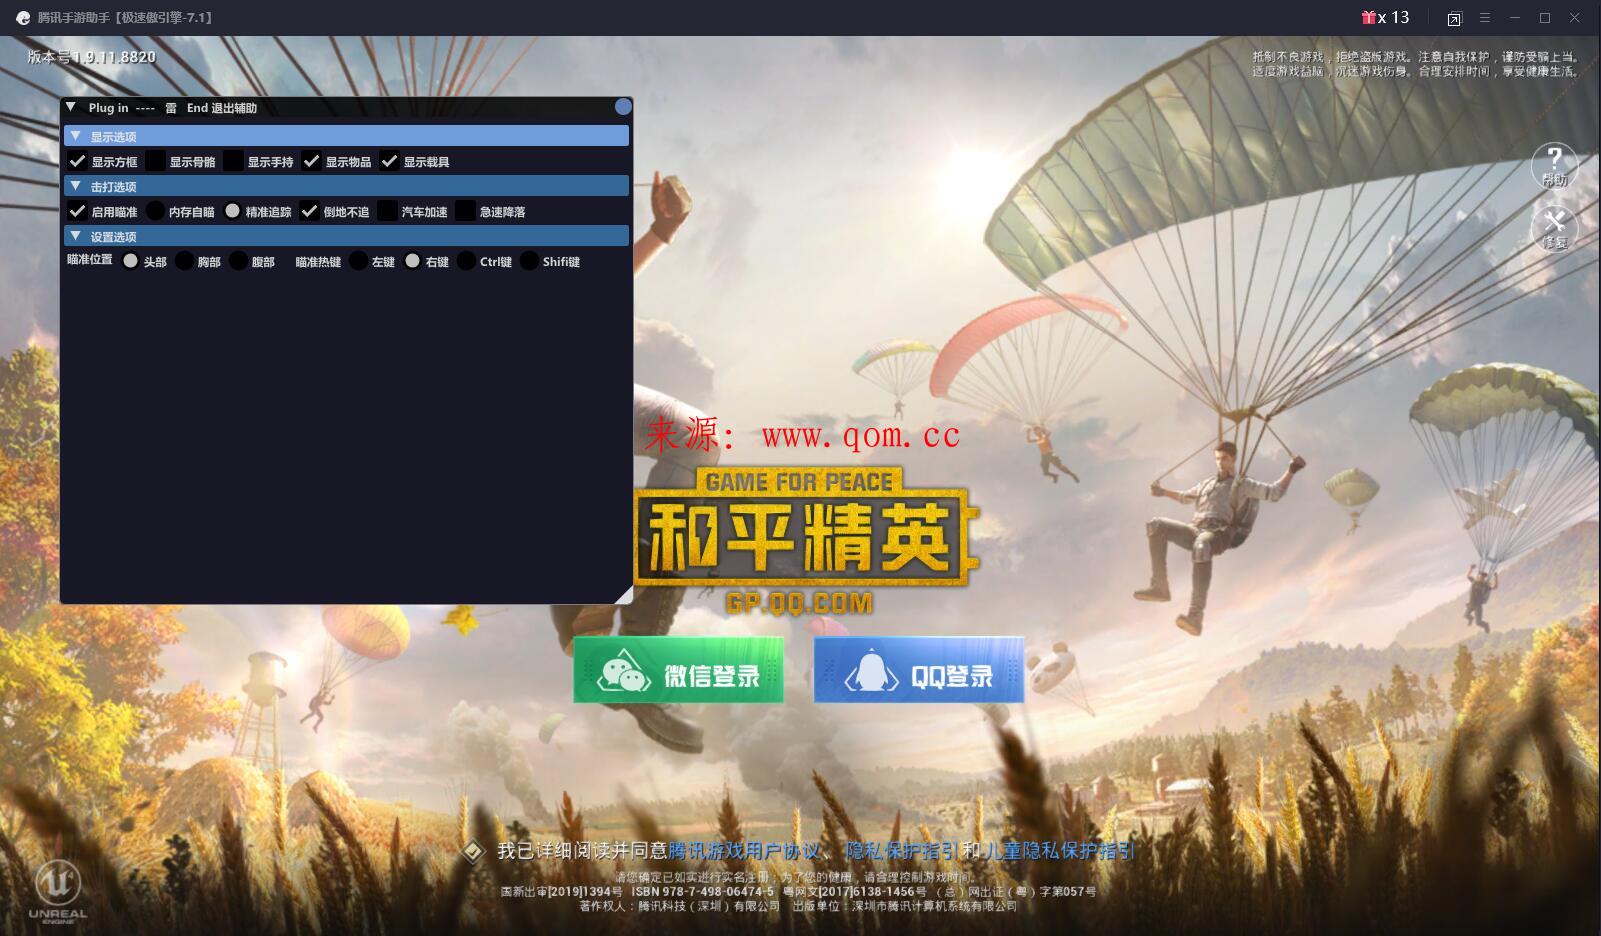 腾讯手游助手【极速傲引擎-7.1】
x 13
版本号1.9.11.8820
抵制不良游戏，拒绝盗版游戏。注意自我保护，谨防受骗上当。
适度游戏益脑，沉迷游戏伤身。合理安排时间，享受健康生活。
Plug in ---- 雷 End 退出辅助
显示选项
显示方框 显示骨骼 显示手持 显示物品 显示载具
击打选项
启用瞄准 内存自瞄 精准追踪 倒地不追 汽车加速 急速降落
设置选项
瞄准位置 头部 胸部 腹部 瞄准热键 左键 右键 Ctrl键 Shifi键
?
帮助
修复
来源：www.qom.cc
GAME FOR PEACE
和平精英
GP.QQ.COM
微信登录
QQ登录
我已详细阅读并同意腾讯游戏用户协议、隐私保护指引和儿童隐私保护指引
请您确定已如实进行实名注册；为了您的健康，请合理控制游戏时间。
国新出审[2019]1394号 ISBN 978-7-498-06474-5 粤网文[2017]6138-1456号 （总）网出证（粤）字第057号
著作权人：腾讯科技（深圳）有限公司 出版单位：深圳市腾讯计算机系统有限公司
UNREAL
ENGINE